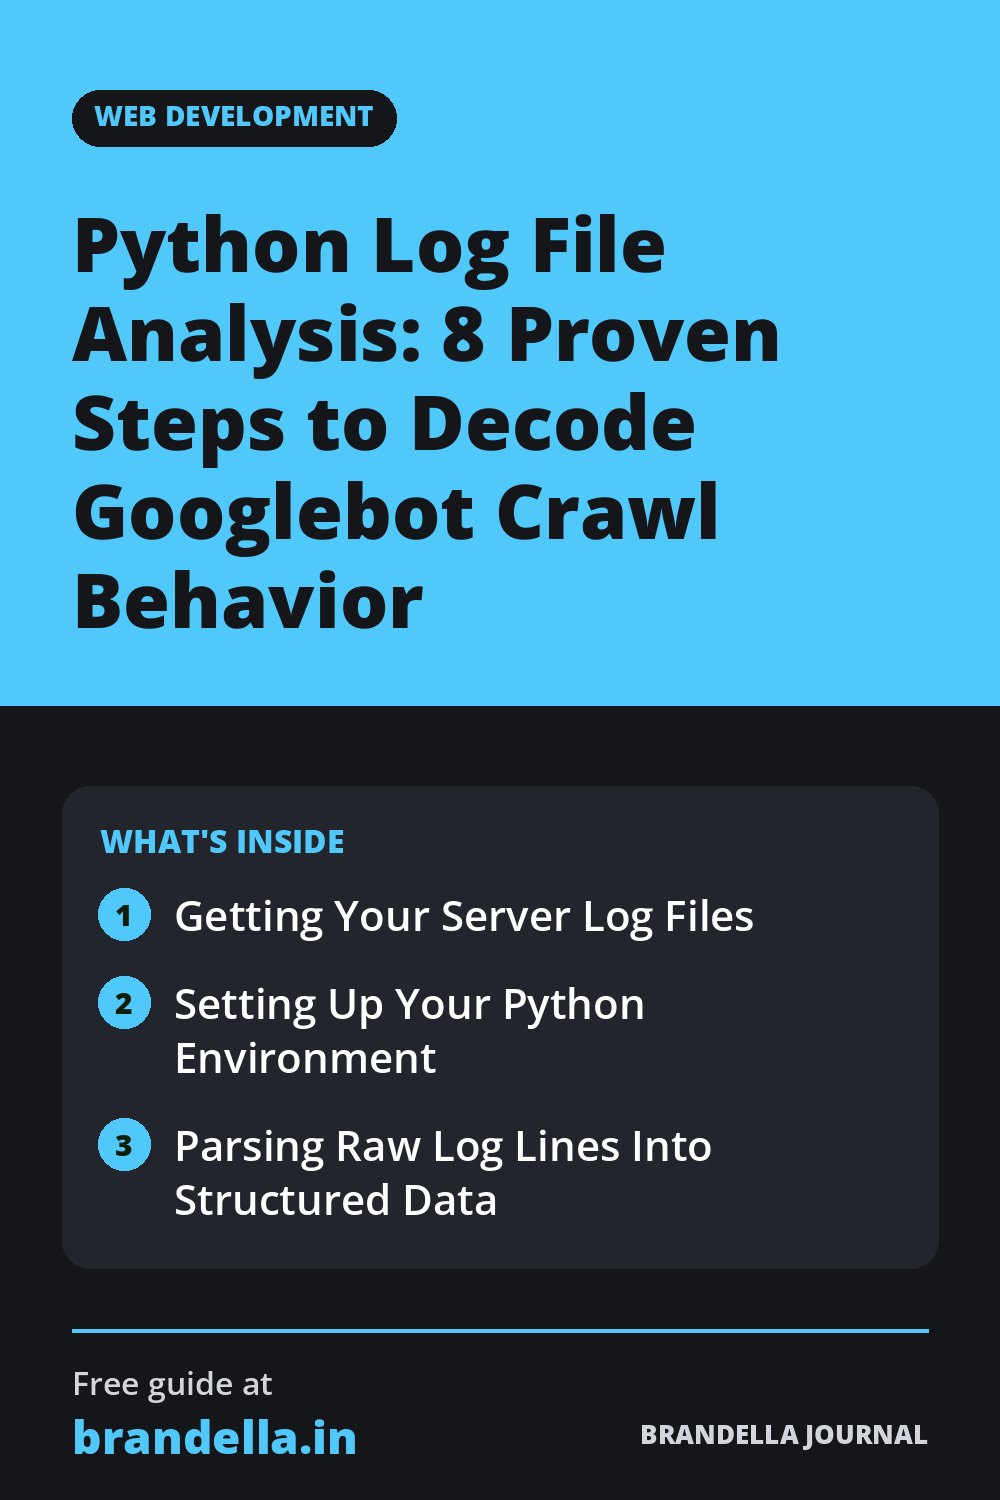 WEB DEVELOPMENT
Python Log File
Analysis: 8 Proven
Steps to Decode
Googlebot Crawl
Behavior
WHAT'S INSIDE
1 Getting Your Server Log Files
2 Setting Up Your Python
Environment
3 Parsing Raw Log Lines Into
Structured Data
Free guide at
brandella.in
BRANDELLA JOURNAL